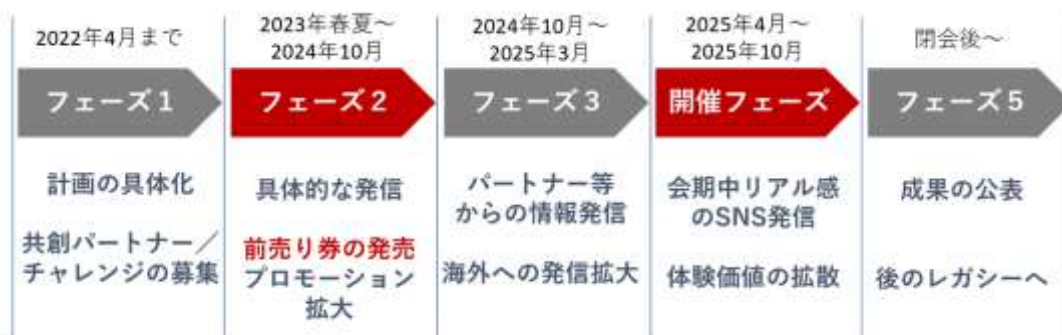 2022年4月まで
2023年春夏～
2024年10月
2024年10月～
2025年3月
2025年4月～
2025年10月
閉会後～
フェーズ１
フェーズ２
フェーズ３
開催フェーズ
フェーズ５
計画の具体化
共創パートナー／
チャレンジの募集
具体的な発信
前売り券の発売
プロモーション
拡大
パートナー等
からの情報発信
海外への発信拡大
会期中リアル感
のSNS発信
体験価値の拡散
成果の公表
後のレガシーへ